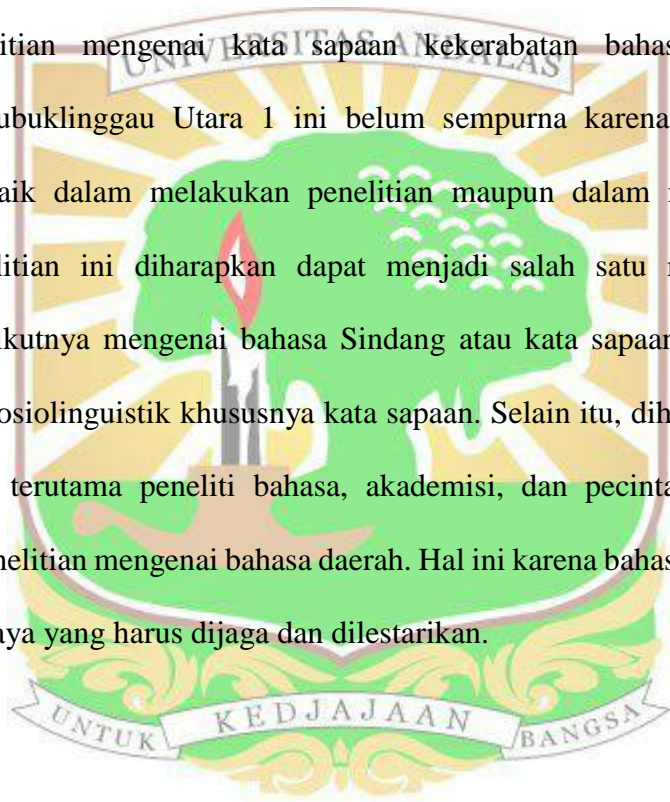 UNIVERSITAS ANDALAS
itian mengenai kata sapaan kekerabatan bahas
ubuklinggau Utara 1 ini belum sempurna karena
aik dalam melakukan penelitian maupun dalam
litian ini diharapkan dapat menjadi salah satu
ikutnya mengenai bahasa Sindang atau kata sapaan
osiolinguistik khususnya kata sapaan. Selain itu, dih
terutama peneliti bahasa, akademisi, dan pecinta
nelitian mengenai bahasa daerah. Hal ini karena bahas
aya yang harus dijaga dan dilestarikan.
UNTUK KEDJAJAAN BANGSA